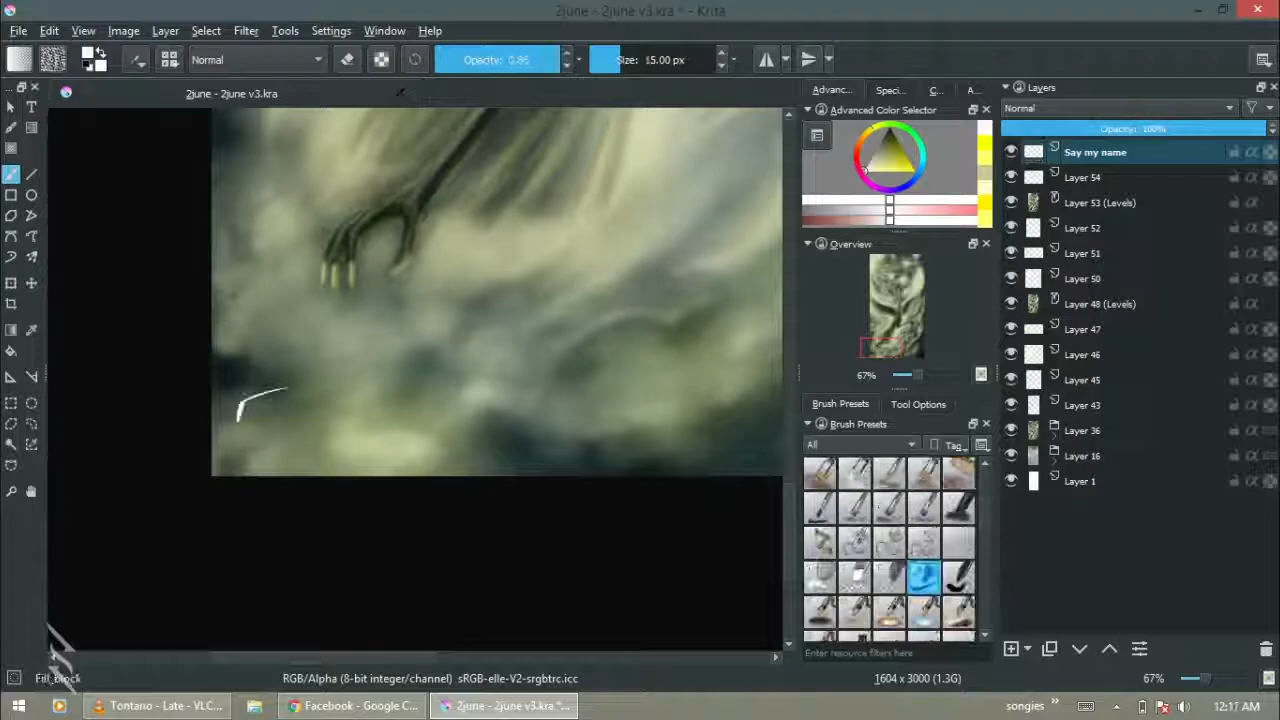 2june - 2june v3.kra * - Krita
File Edit View Image Layer Select Filter Tools Settings Window Help
Normal Opacity: 0.86 Size: 15.00 px
2june - 2june v3.kra
Advanc... Speci... C... A...
Advanced Color Selector
Overview
67%
Brush Presets Tool Options
Brush Presets
All Tag
Enter resource filters here
Layers
Normal
Opacity: 100%
Say my name
Layer 54
Layer 53 (Levels)
Layer 52
Layer 51
Layer 50
Layer 48 (Levels)
Layer 47
Layer 46
Layer 45
Layer 43
Layer 36
Layer 16
Layer 1
Fill_block RGB/Alpha (8-bit integer/channel) sRGB-elle-V2-srgbtrc.icc 1604 x 3000 (1.3G) 67%
Tontario - Late - VLC... Facebook - Google C... 2june - 2june v3.kra *... songies » 12:17 AM